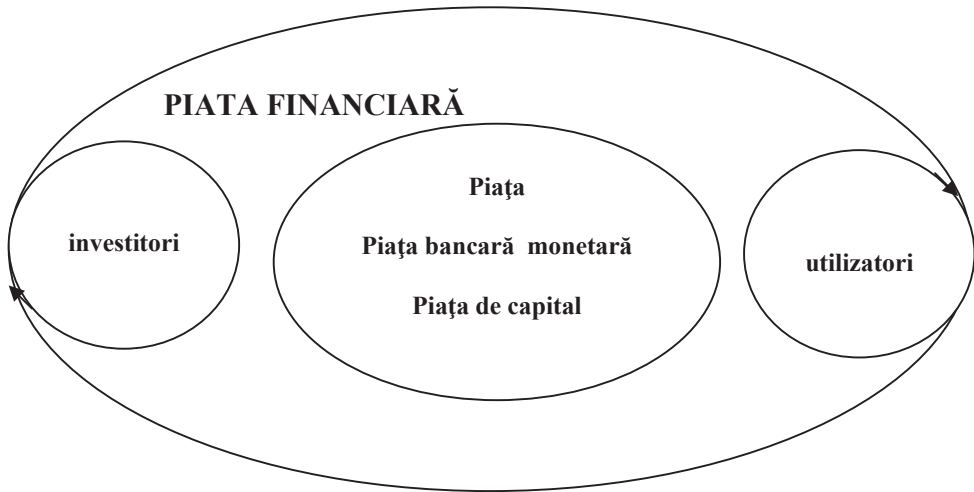 PIATA FINANCIARĂ
investitori
Piaţa
Piaţa bancară monetară
Piaţa de capital
utilizatori